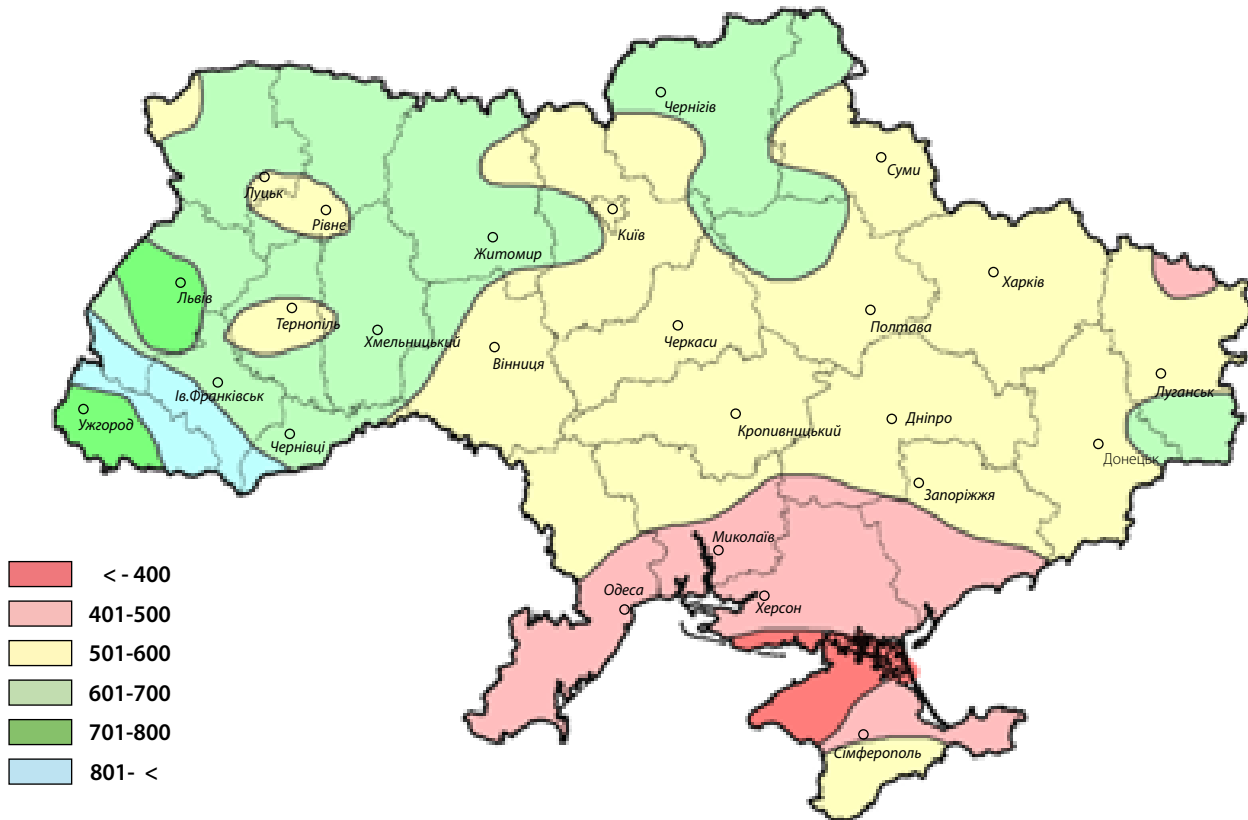 Чернігів
Суми
Луцьк
Рівне
Київ
Житомир
Львів
Харків
Тернопіль
Полтава
Хмельницький
Черкаси
Вінниця
Луганськ
Ів.Франківськ
Ужгород
Кропивницький
Дніпро
Чернівці
Донецьк
Запоріжжя
Миколаїв
Одеса
Херсон
Сімферополь
< - 400
401-500
501-600
601-700
701-800
801- <